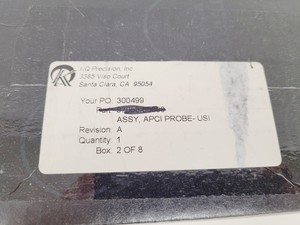 Precision, Inc.
3385 Viso Court
Santa Clara, CA 95054
Your PO: 300499
Part:
ASSY, APCI PROBE- USI
Revision: A
Quantity: 1
Box: 2 OF 8